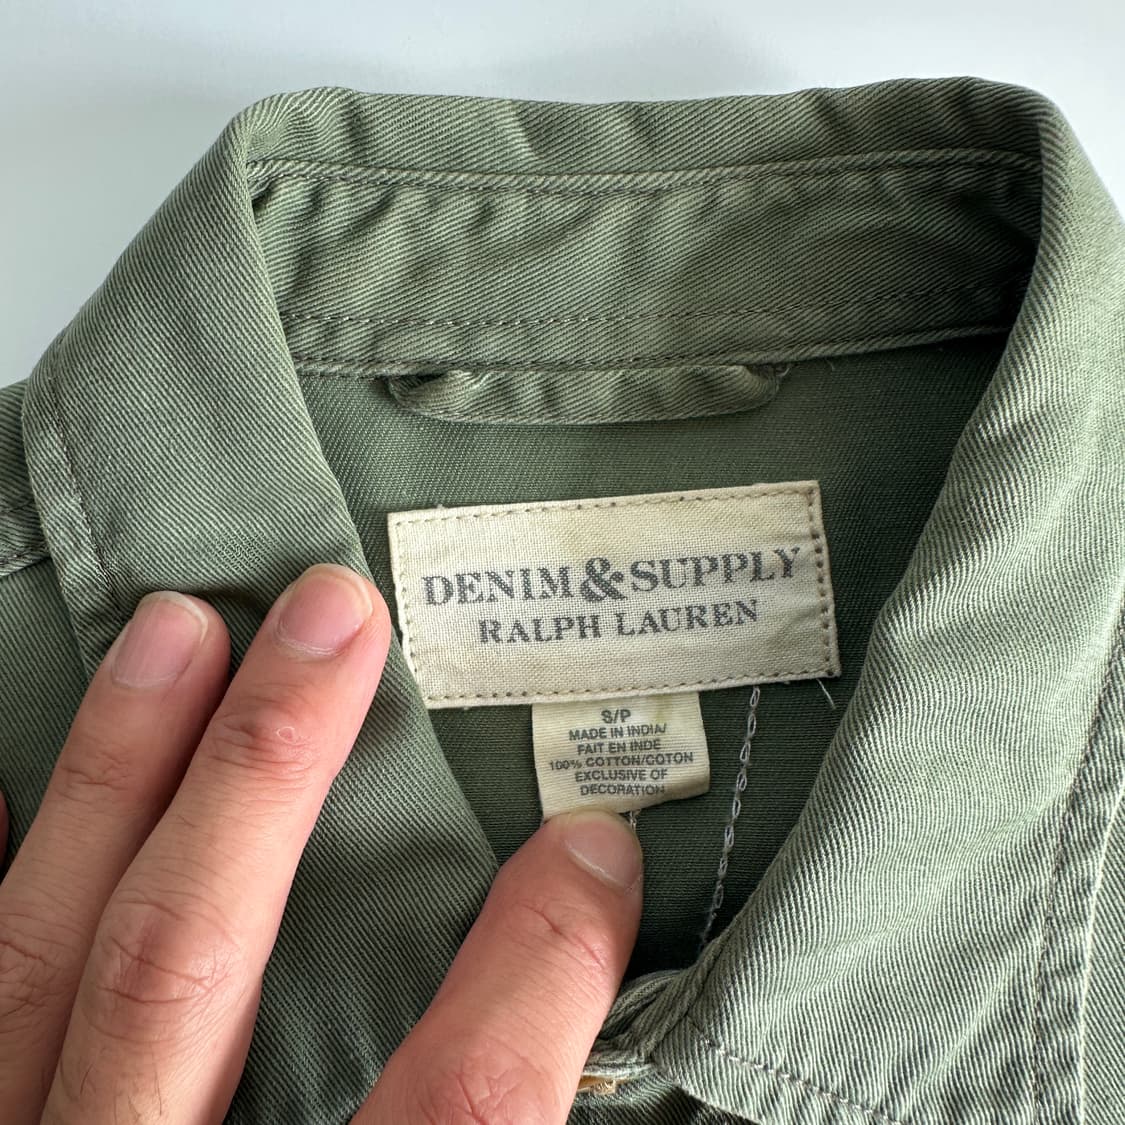 DENIM & SUPPLY
RALPH LAUREN
S/P
MADE IN INDIA/
FAIT EN INDE
100% COTTON/COTON
EXCLUSIVE OF
DECORATION